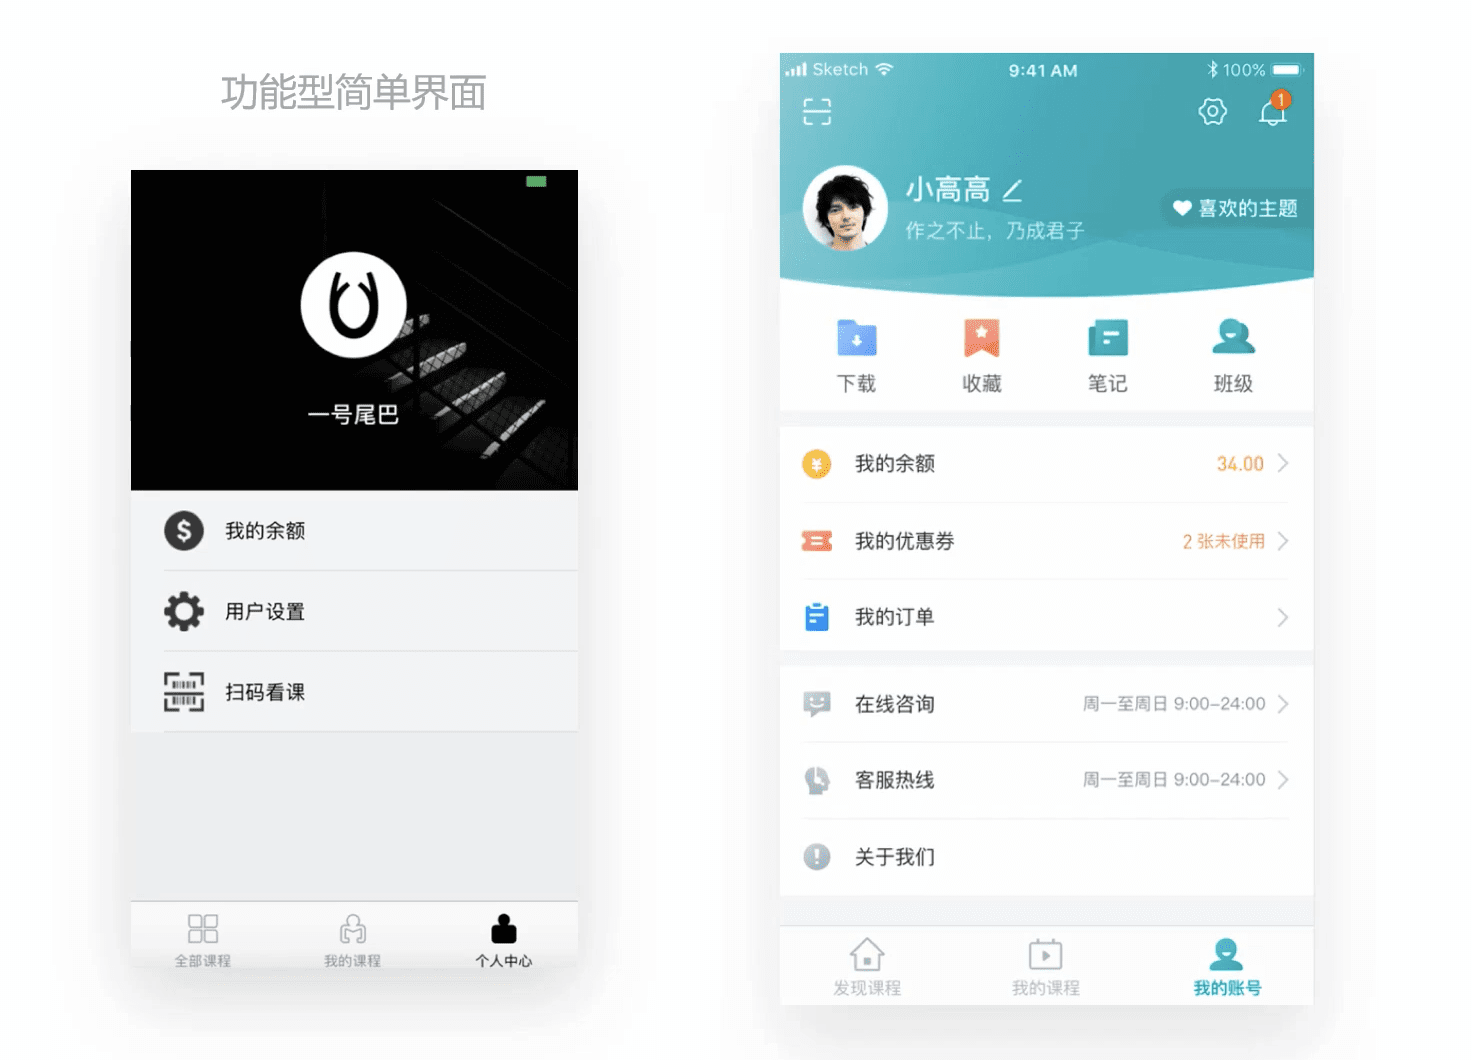 功能型简单界面
一号尾巴
我的余额
用户设置
扫码看课
全部课程
我的课程
个人中心
Sketch
9:41 AM
100%
1
小高高
作之不止，乃成君子
喜欢的主题
下载
收藏
笔记
班级
我的余额
34.00
我的优惠券
2 张未使用
我的订单
在线咨询
周一至周日 9:00-24:00
客服热线
周一至周日 9:00-24:00
关于我们
发现课程
我的课程
我的账号